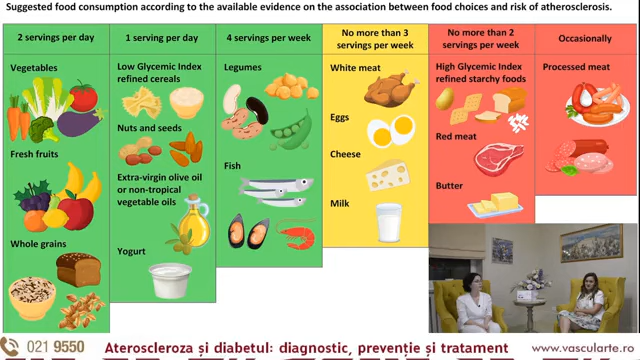 Suggested food consumption according to the available evidence on the association between food choices and risk of atherosclerosis.
2 servings per day
Vegetables
Fresh fruits
Whole grains
1 serving per day
Low Glycemic Index
refined cereals
Nuts and seeds
Extra-virgin olive oil
or non-tropical
vegetable oils
Yogurt
4 servings per week
Legumes
Fish
No more than 3
servings per week
White meat
Eggs
Cheese
Milk
No more than 2
servings per week
High Glycemic Index
refined starchy foods
Red meat
Butter
Occasionally
Processed meat
021 9550
Ateroscleroza și diabetul: diagnostic, prevenție și tratament
www.vascularte.ro